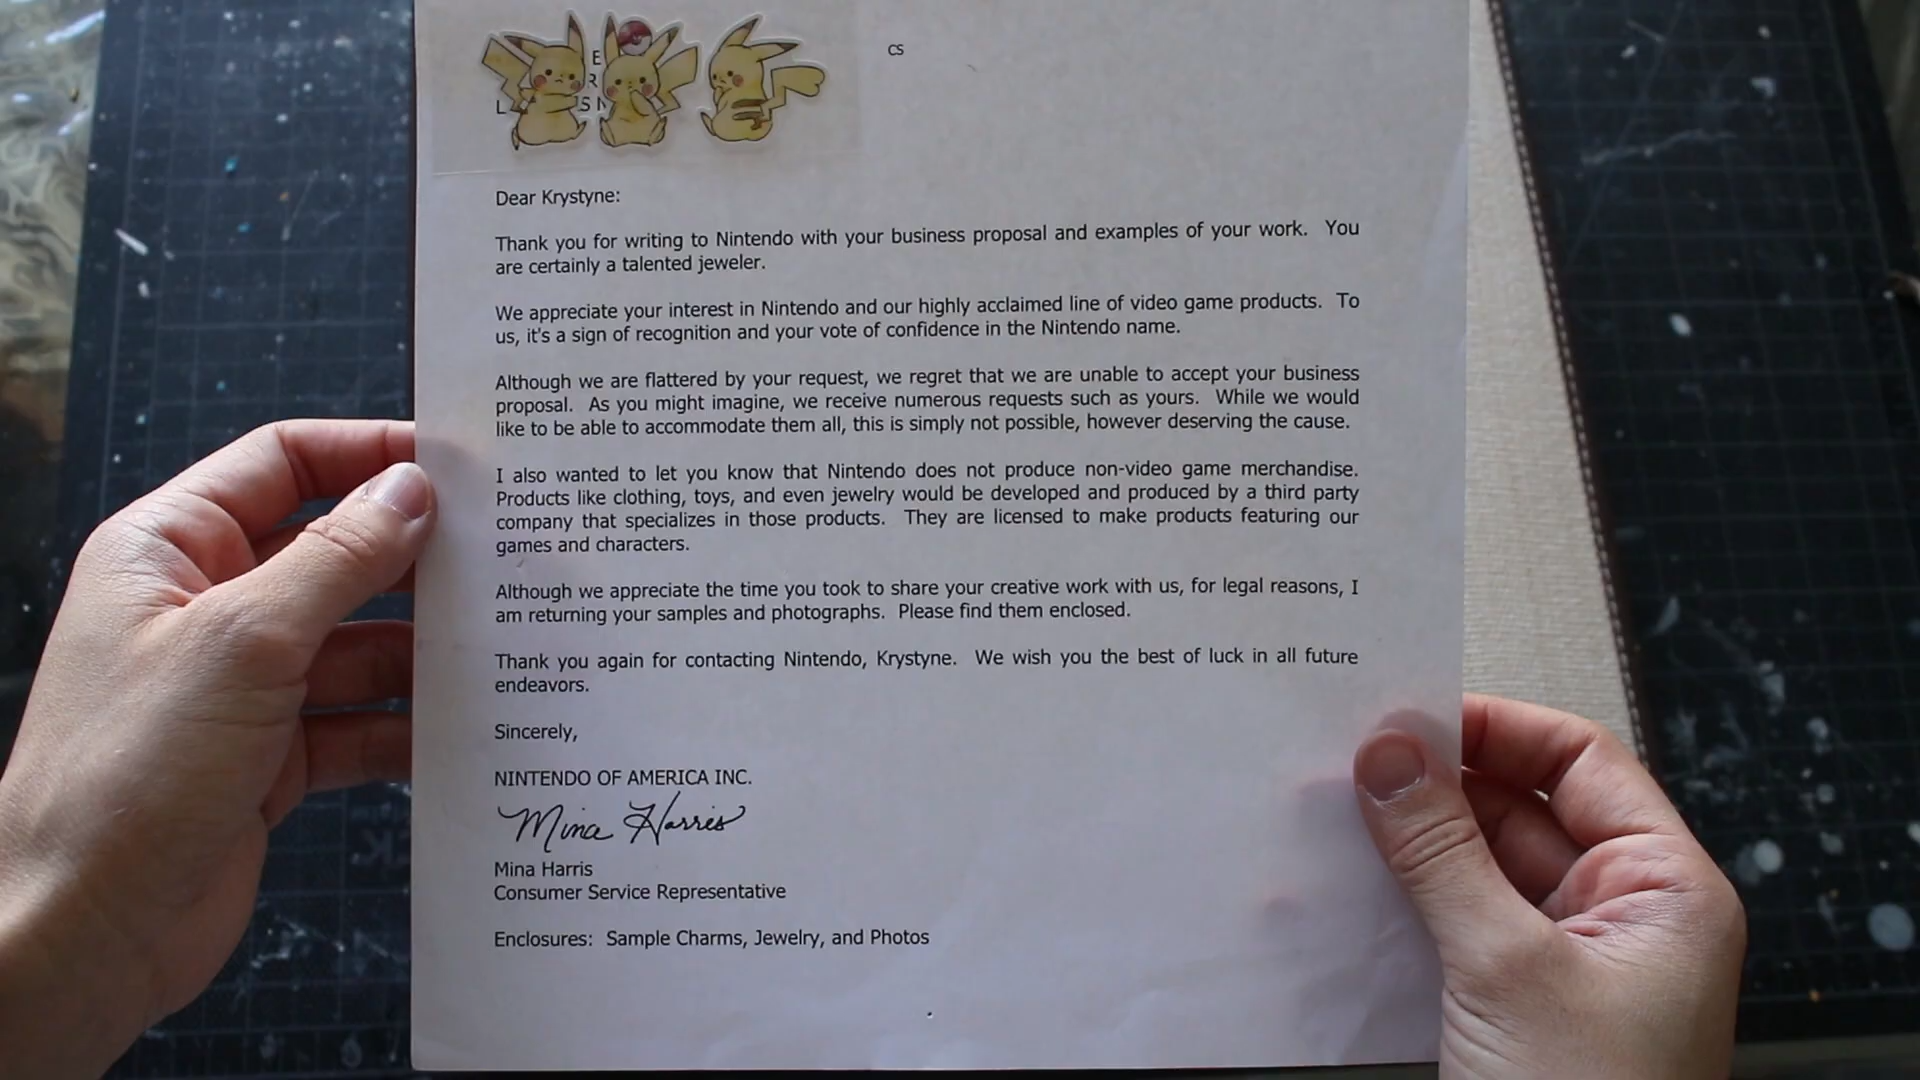 CS
Dear Krystyne:
Thank you for writing to Nintendo with your business proposal and examples of your work. You
are certainly a talented jeweler.
We appreciate your interest in Nintendo and our highly acclaimed line of video game products. To
us, it's a sign of recognition and your vote of confidence in the Nintendo name.
Although we are flattered by your request, we regret that we are unable to accept your business
proposal. As you might imagine, we receive numerous requests such as yours. While we would
like to be able to accommodate them all, this is simply not possible, however deserving the cause.
I also wanted to let you know that Nintendo does not produce non-video game merchandise.
Products like clothing, toys, and even jewelry would be developed and produced by a third party
company that specializes in those products. They are licensed to make products featuring our
games and characters.
Although we appreciate the time you took to share your creative work with us, for legal reasons, I
am returning your samples and photographs. Please find them enclosed.
Thank you again for contacting Nintendo, Krystyne. We wish you the best of luck in all future
endeavors.
Sincerely,
NINTENDO OF AMERICA INC.
Mina Harris
Mina Harris
Consumer Service Representative
Enclosures: Sample Charms, Jewelry, and Photos